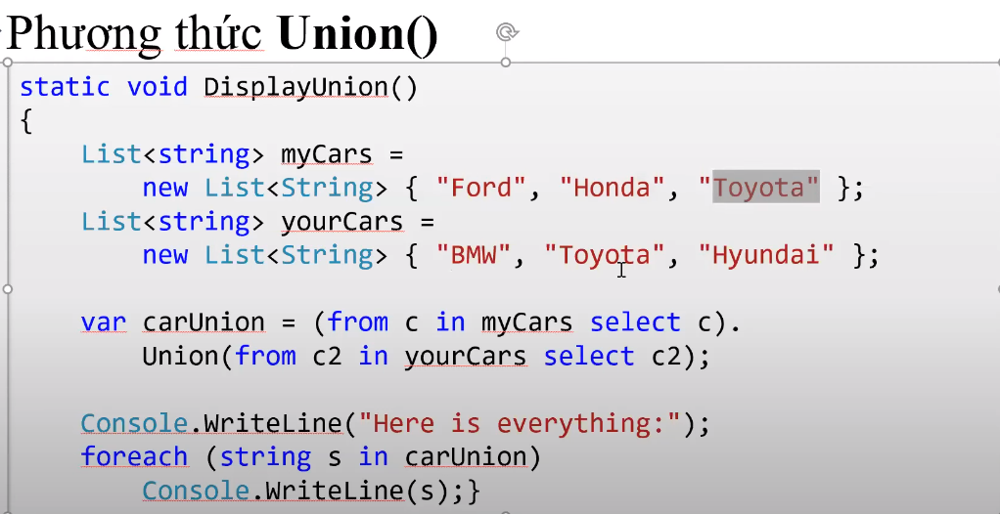 Phương thức Union()
static void DisplayUnion()
{
    List<string> myCars =
        new List<String> { "Ford", "Honda", "Toyota" };
    List<string> yourCars =
        new List<String> { "BMW", "Toyota", "Hyundai" };
    var carUnion = (from c in myCars select c).
        Union(from c2 in yourCars select c2);
    Console.WriteLine("Here is everything:");
    foreach (string s in carUnion)
        Console.WriteLine(s);}